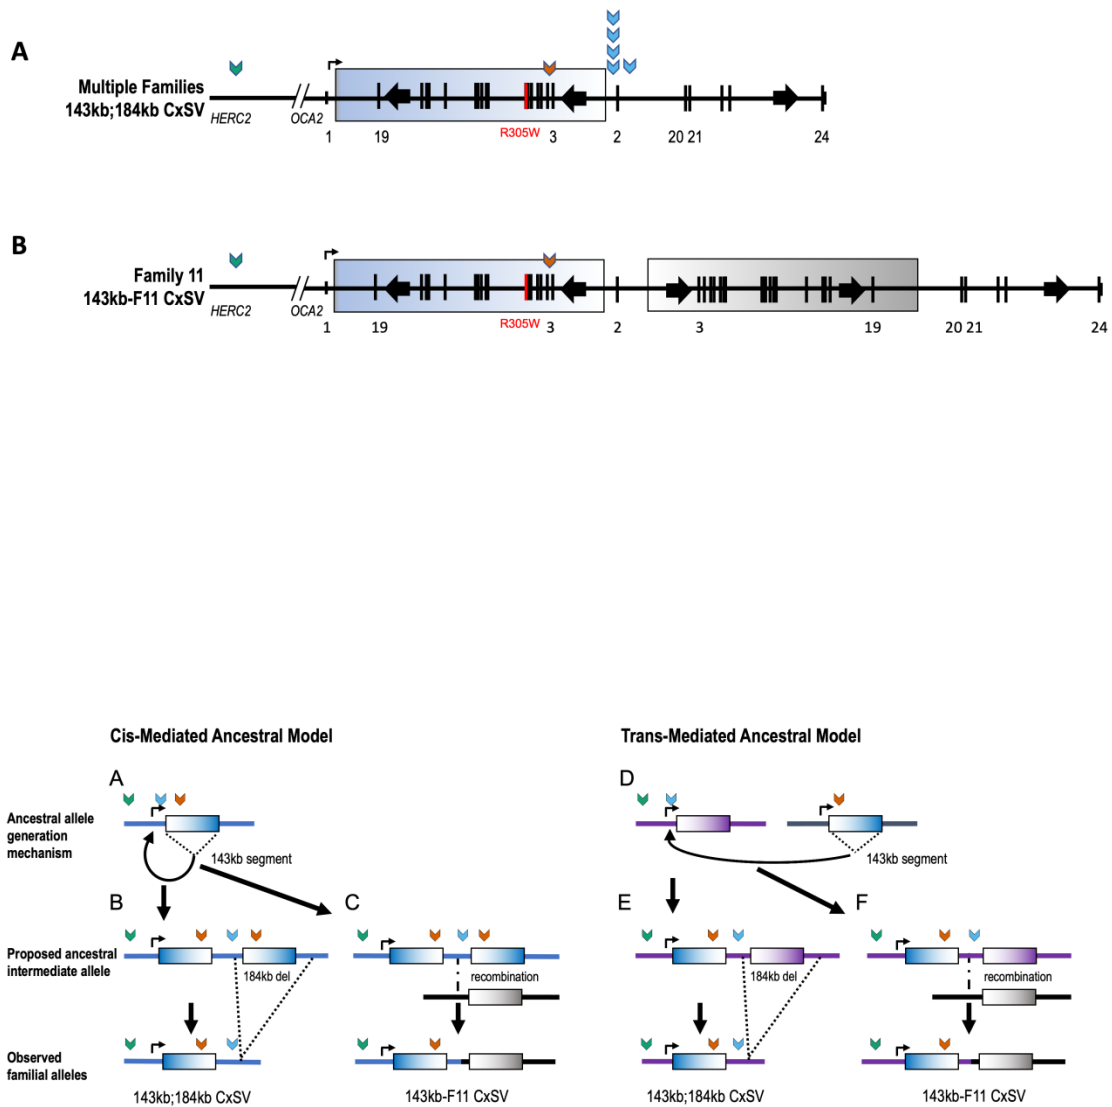 A
Multiple Families
143kb;184kb CxSV
HERC2
OCA2
R305W
1 19 3 2 20 21 24
B
Family 11
143kb-F11 CxSV
HERC2
OCA2
R305W
1 19 3 2 3 19 20 21 24
Cis-Mediated Ancestral Model
Trans-Mediated Ancestral Model
A
D
Ancestral allele
generation
mechanism
143kb segment
143kb segment
B
C
E
F
Proposed ancestral
intermediate allele
184kb del
recombination
184kb del
recombination
Observed
familial alleles
143kb;184kb CxSV
143kb-F11 CxSV
143kb;184kb CxSV
143kb-F11 CxSV